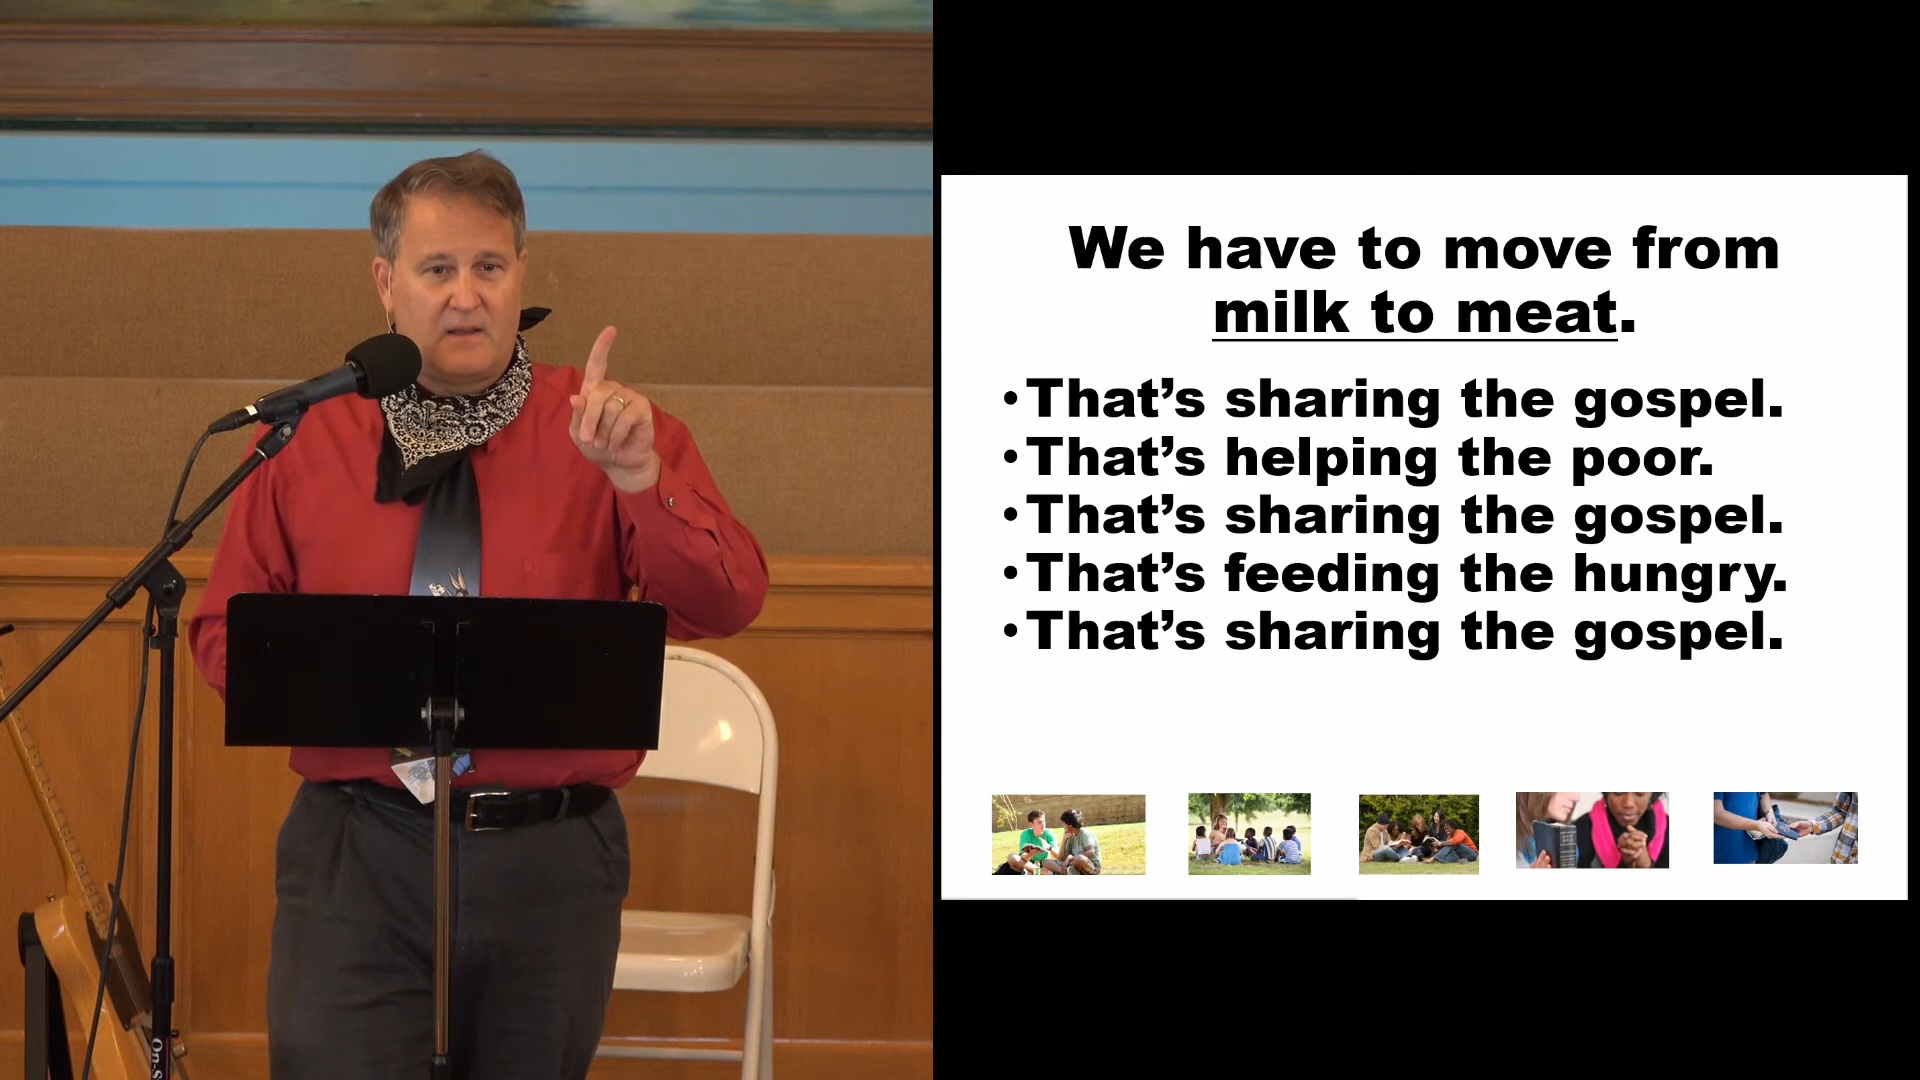 We have to move from
milk to meat.
•That's sharing the gospel.
•That's helping the poor.
•That's sharing the gospel.
•That's feeding the hungry.
•That's sharing the gospel.
On-S